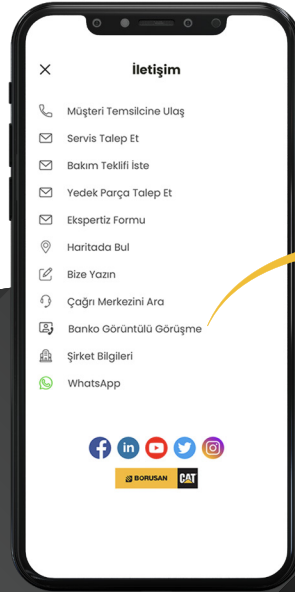 İletişim
Müşteri Temsilcine Ulaş
Servis Talep Et
Bakım Teklifi İste
Yedek Parça Talep Et
Ekspertiz Formu
Haritada Bul
Bize Yazın
Çağrı Merkezini Ara
Banko Görüntülü Görüşme
Şirket Bilgileri
WhatsApp
BORUSAN CAT